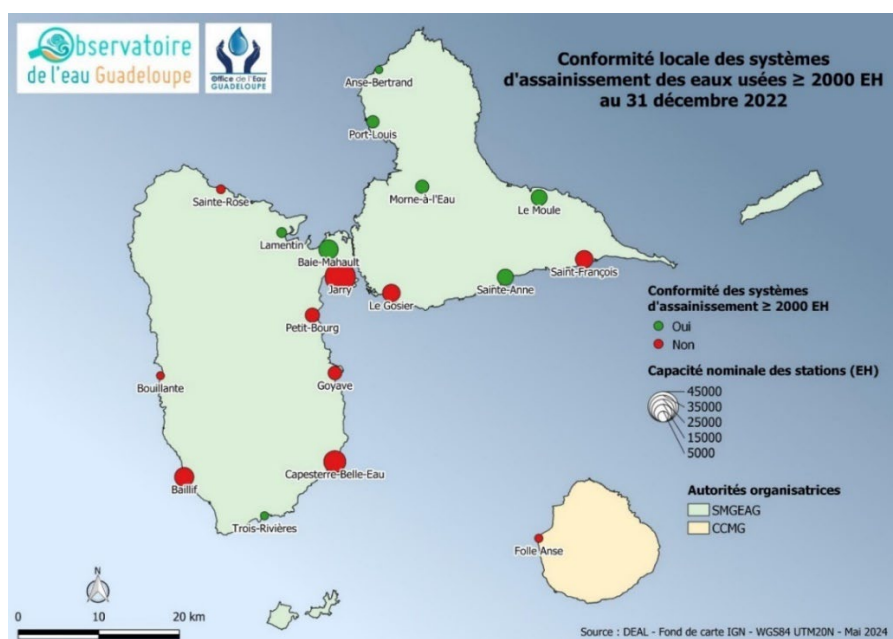 Observatoire
de l'eau Guadeloupe
Office de l'Eau
GUADELOUPE
Conformité locale des systèmes
d'assainissement des eaux usées ≥ 2000 EH
au 31 décembre 2022
Anse-Bertrand
Port-Louis
Morne-à-l'Eau
Le Moule
Sainte-Rose
Lamentin
Baie-Mahault
Jarry
Le Gosier
Sainte-Anne
Saint-François
Petit-Bourg
Goyave
Bouillante
Capesterre-Belle-Eau
Baillif
Trois-Rivières
Folle Anse
Conformité des systèmes
d'assainissement ≥ 2000 EH
Oui
Non
Capacité nominale des stations (EH)
45000
35000
25000
15000
5000
Autorités organisatrices
SMGEAG
CCMG
N
0 10 20 km
Source : DEAL - Fond de carte IGN - WGS84 UTM20N - Mai 2024